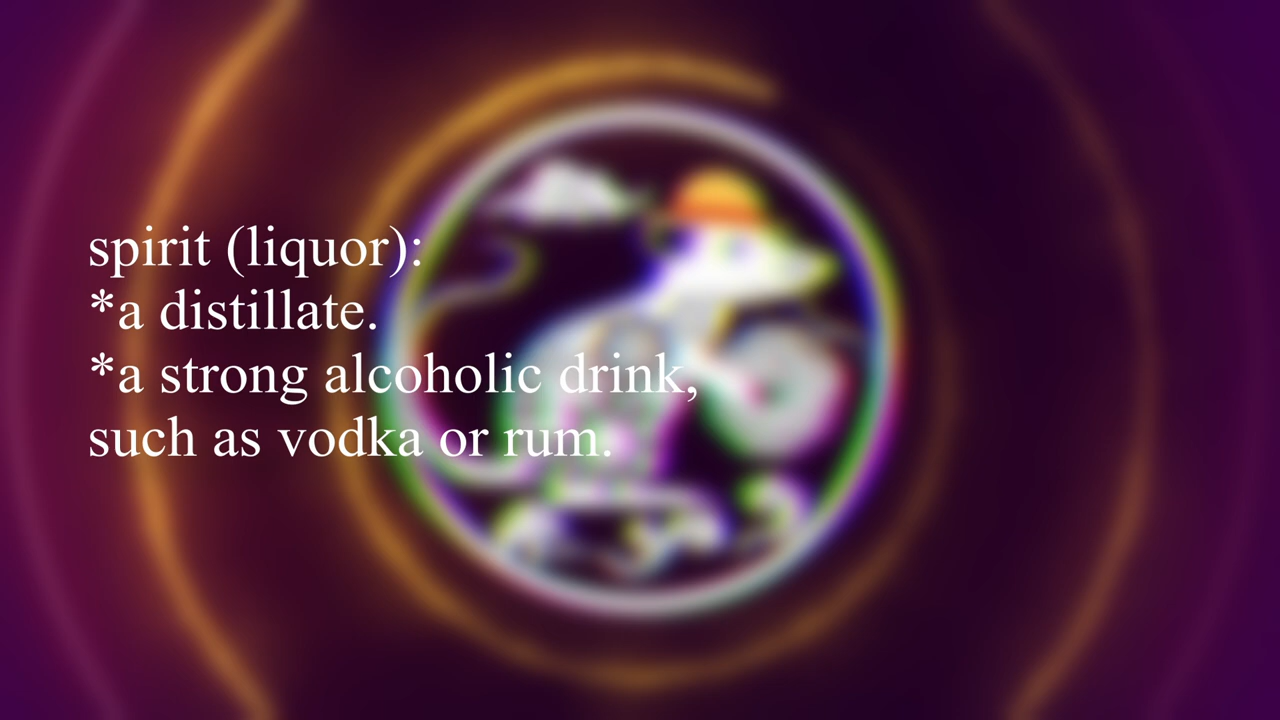 spirit (liquor):
*a distillate.
*a strong alcoholic drink,
such as vodka or rum.